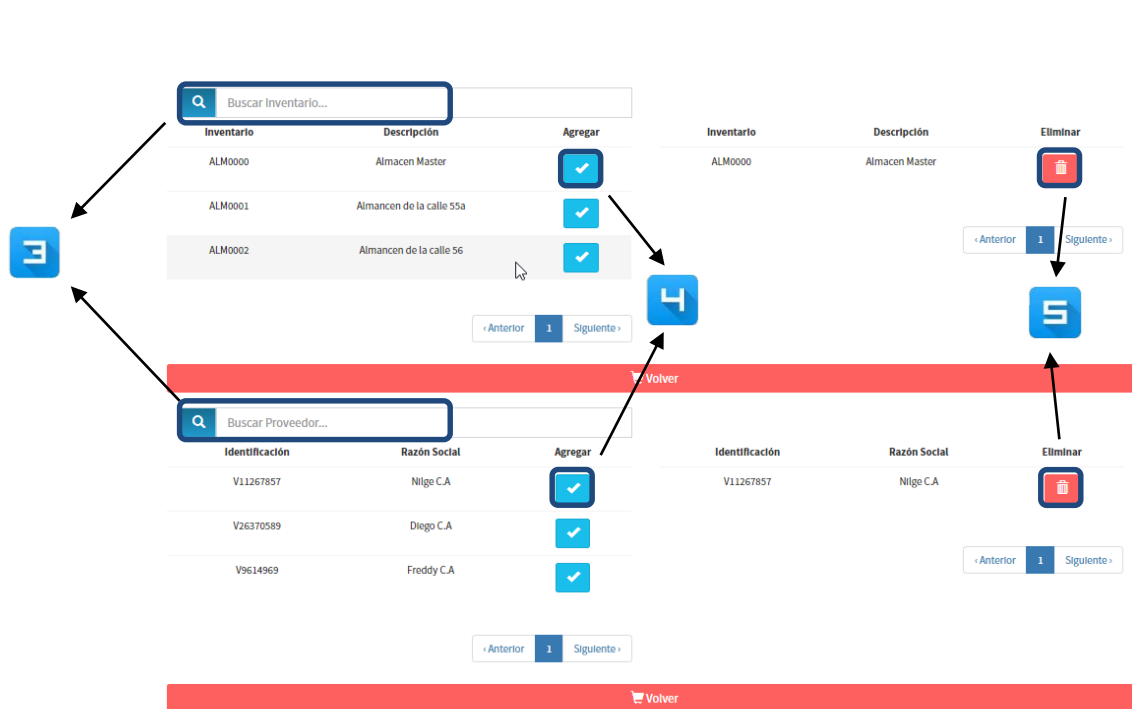 Buscar Inventario...
Inventario Descripción Agregar Inventario Descripción Eliminar
ALM0000 Almacen Master ALM0000 Almacen Master
ALM0001 Almancen de la calle 55a
‹ Anterior 1 Siguiente ›
ALM0002 Almancen de la calle 56
3
4
5
‹ Anterior 1 Siguiente ›
Volver
Buscar Proveedor...
Identificación Razón Social Agregar Identificación Razón Social Eliminar
V11267857 Nilge C.A V11267857 Nilge C.A
V26370589 Diego C.A
‹ Anterior 1 Siguiente ›
V9614969 Freddy C.A
‹ Anterior 1 Siguiente ›
Volver